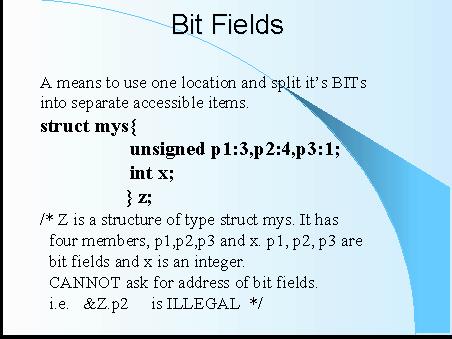 Bit Fields
A means to use one location and split it's BITs
into separate accessible items.
struct mys{
unsigned p1:3,p2:4,p3:1;
int x;
} z;
/* Z is a structure of type struct mys. It has
four members, p1,p2,p3 and x. p1, p2, p3 are
bit fields and x is an integer.
CANNOT ask for address of bit fields.
i.e. &Z.p2 is ILLEGAL */